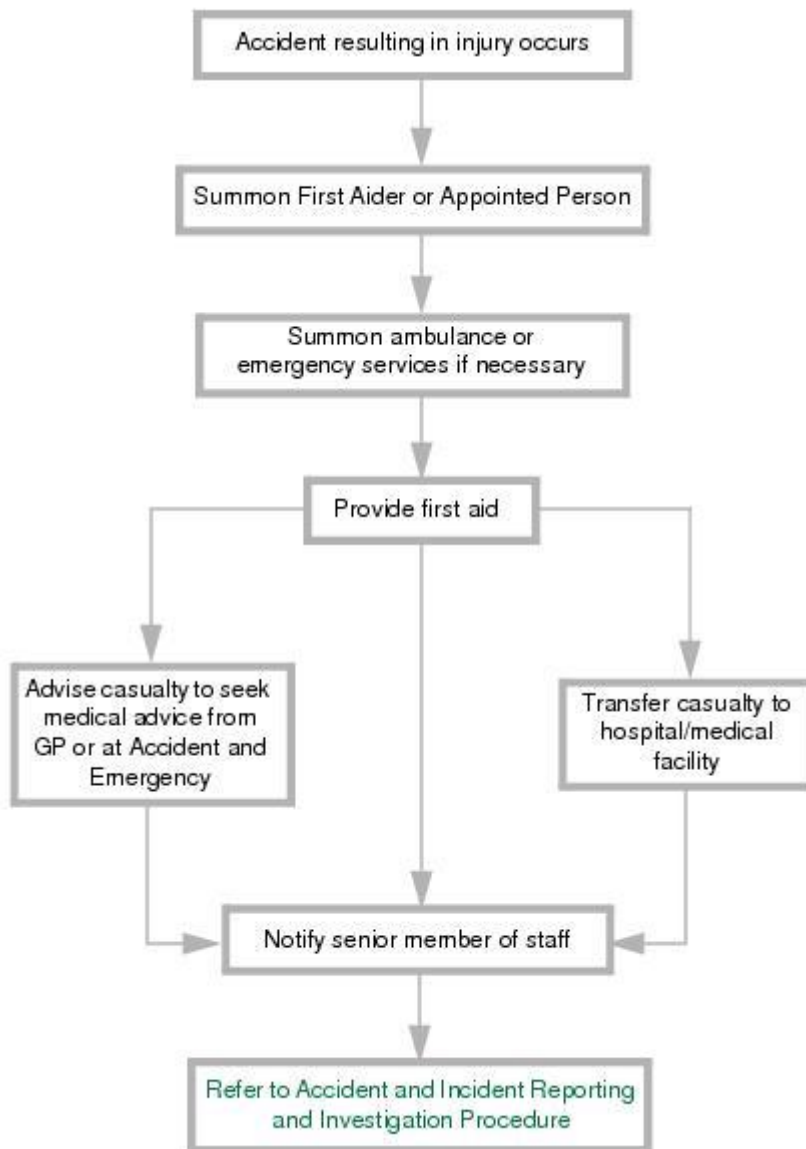 Accident resulting in injury occurs
Summon First Aider or Appointed Person
Summon ambulance or
emergency services if necessary
Provide first aid
Advise casualty to seek
medical advice from
GP or at Accident and
Emergency
Transfer casualty to
hospital/medical
facility
Notify senior member of staff
Refer to Accident and Incident Reporting
and Investigation Procedure